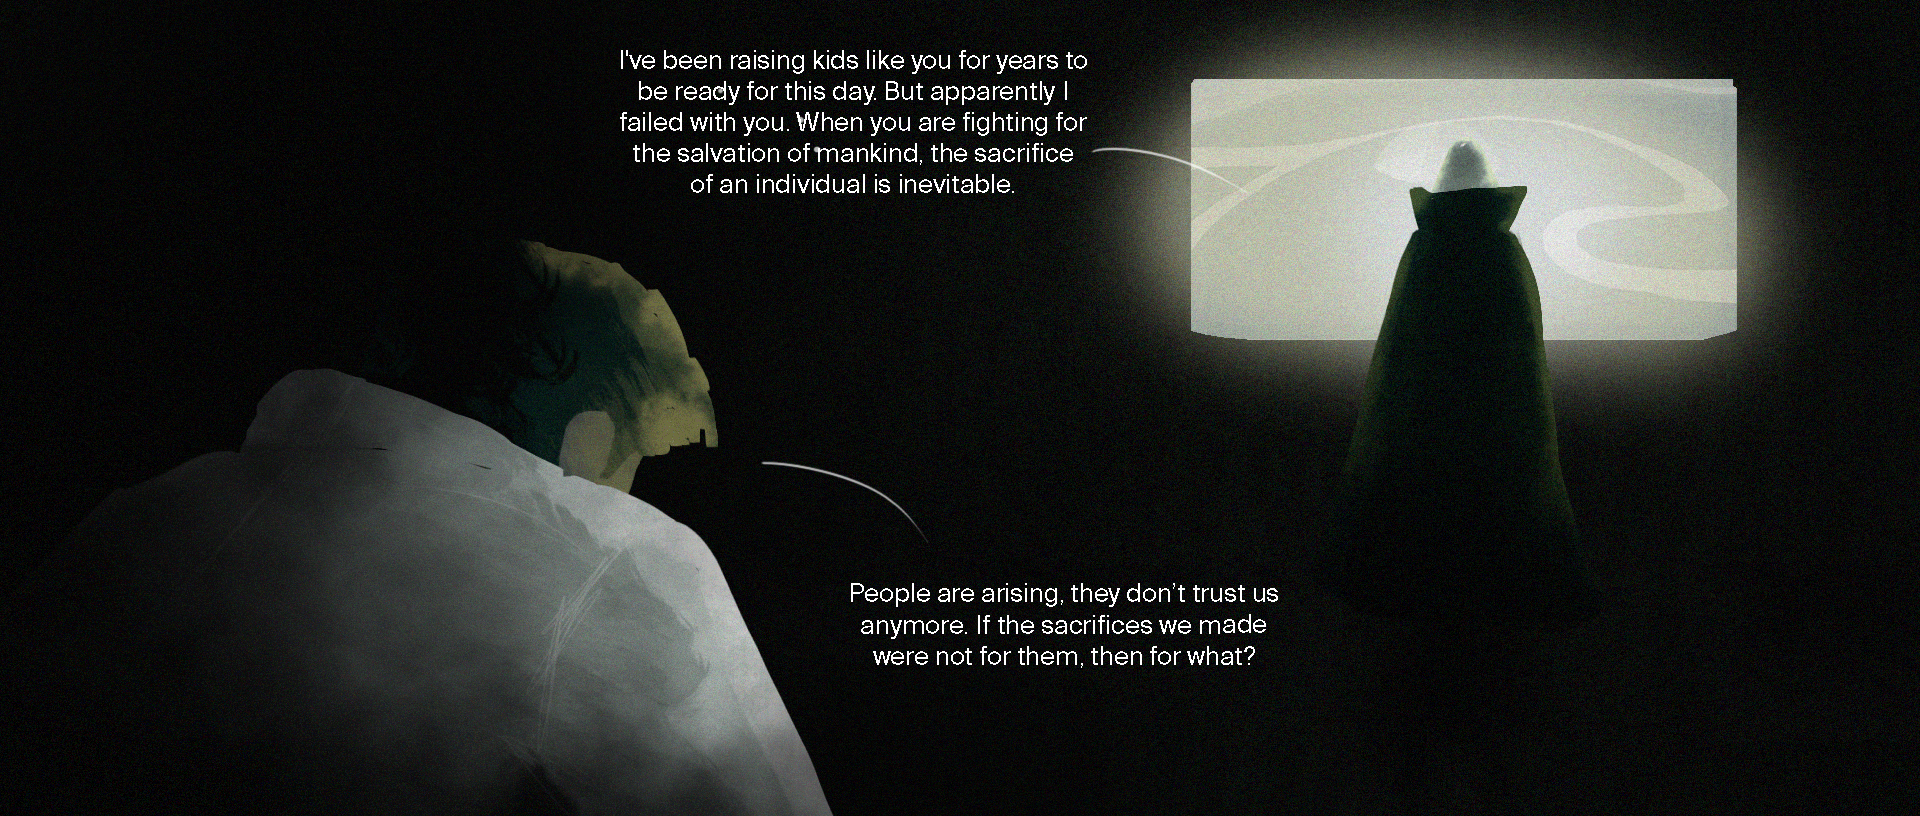 I've been raising kids like you for years to
be ready for this day. But apparently I
failed with you. When you are fighting for
the salvation of mankind, the sacrifice
of an individual is inevitable.
People are arising, they don't trust us
anymore. If the sacrifices we made
were not for them, then for what?